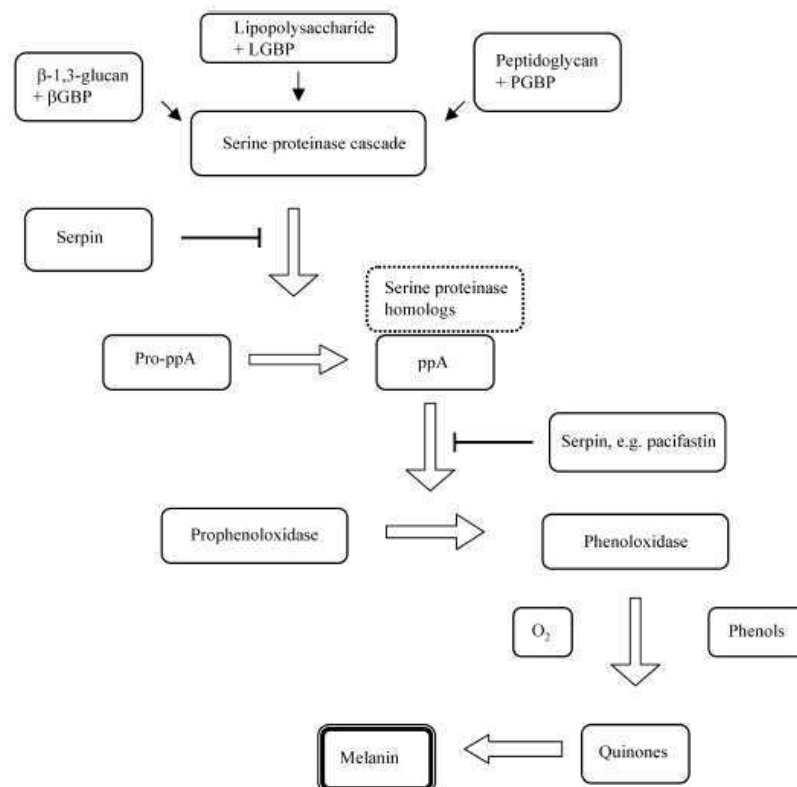 Lipopolysaccharide
+ LGBP
β-1,3-glucan
+ βGBP
Peptidoglycan
+ PGBP
Serine proteinase cascade
Serpin
Serine proteinase
homologs
Pro-ppA
ppA
Serpin, e.g. pacifastin
Prophenoloxidase
Phenoloxidase
O₂
Phenols
Melanin
Quinones